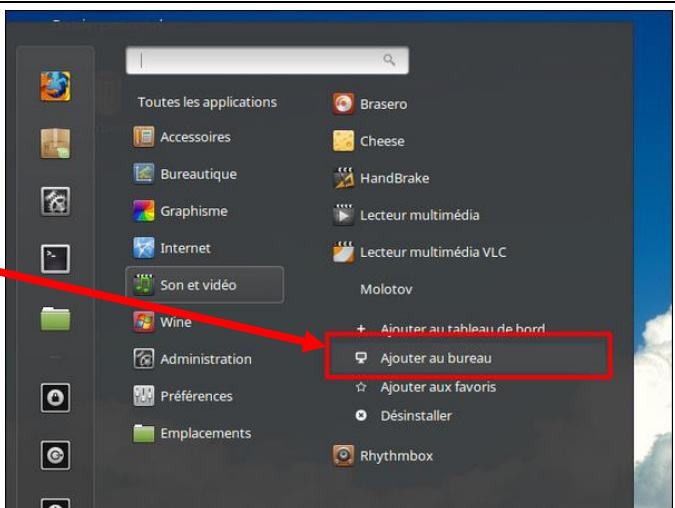 Toutes les applications
Accessoires
Bureautique
Graphisme
Internet
Son et vidéo
Wine
Administration
Préférences
Emplacements
Brasero
Cheese
HandBrake
Lecteur multimédia
Lecteur multimédia VLC
Molotov
+ Ajouter au tableau de bord
Ajouter au bureau
Ajouter aux favoris
Désinstaller
Rhythmbox